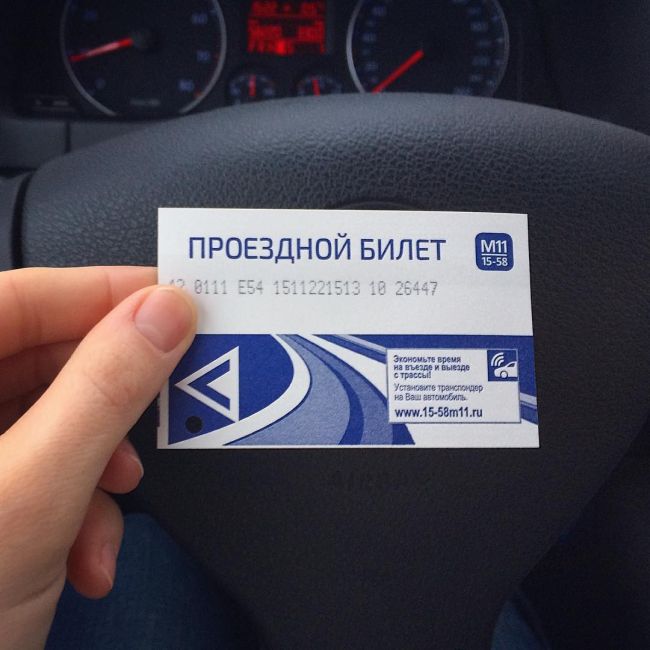 ПРОЕЗДНОЙ БИЛЕТ
М11
15-58
0111 E54 1511221513 10 26447
Экономьте время
на въезде и выезде
с трассы!
Установите транспондер
на Ваш автомобиль.
www.15-58m11.ru